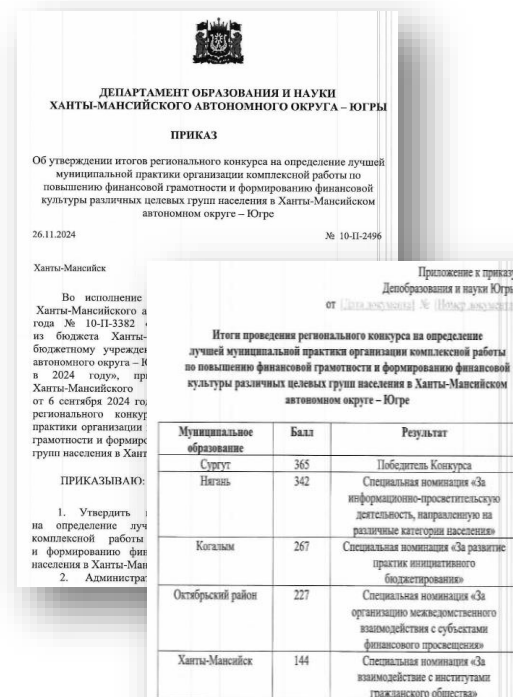 ДЕПАРТАМЕНТ ОБРАЗОВАНИЯ И НАУКИ
ХАНТЫ-МАНСИЙСКОГО АВТОНОМНОГО ОКРУГА – ЮГРЫ
ПРИКАЗ
Об утверждении итогов регионального конкурса на определение лучшей
муниципальной практики организации комплексной работы по
повышению финансовой грамотности и формированию финансовой
культуры различных целевых групп населения в Ханты-Мансийском
автономном округе – Югре
26.11.2024 № 10-П-2496
Ханты-Мансийск
Во исполнение
Ханты-Мансийского а
года № 10-П-3382
из бюджета Ханты-
бюджетному учрежден
автономного округа – Ю
в 2024 году», при
Ханты-Мансийского
от 6 сентября 2024 го
регионального конкур
практики организации
грамотности и формиро
групп населения в Хант
ПРИКАЗЫВАЮ:
1. Утвердить
на определение луч
комплексной работы
и формированию фин
населения в Ханты-Ман
2. Администрат
Приложение к приказу
Депобразования и науки Югры
от [Дата документа] № [Номер документа]
Итоги проведения регионального конкурса на определение
лучшей муниципальной практики организации комплексной работы
по повышению финансовой грамотности и формированию финансовой
культуры различных целевых групп населения в Ханты-Мансийском
автономном округе – Югре
Муниципальное образование Балл Результат
Сургут 365 Победитель Конкурса
Нягань 342 Специальная номинация «За
информационно-просветительскую
деятельность, направленную на
различные категории населения»
Когалым 267 Специальная номинация «За развитие
практик инициативного
бюджетирования»
Октябрьский район 227 Специальная номинация «За
организацию межведомственного
взаимодействия с субъектами
финансового просвещения»
Ханты-Мансийск 144 Специальная номинация «За
взаимодействие с институтами
гражданского общества»